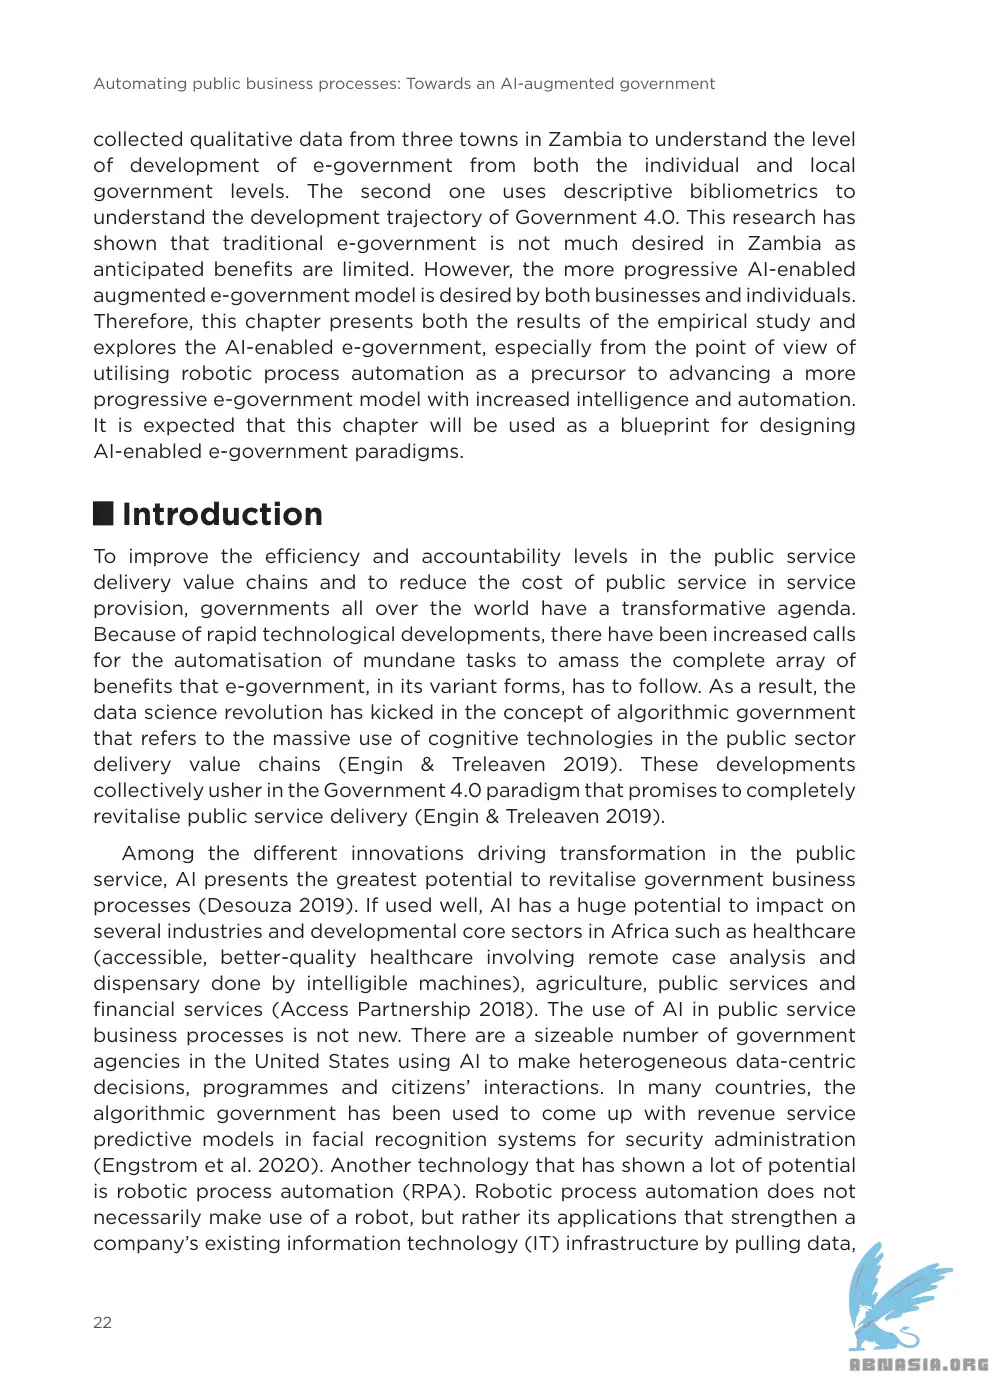 Automating public business processes: Towards an AI-augmented government
collected qualitative data from three towns in Zambia to understand the level
of development of e-government from both the individual and local
government levels. The second one uses descriptive bibliometrics to
understand the development trajectory of Government 4.0. This research has
shown that traditional e-government is not much desired in Zambia as
anticipated benefits are limited. However, the more progressive AI-enabled
augmented e-government model is desired by both businesses and individuals.
Therefore, this chapter presents both the results of the empirical study and
explores the AI-enabled e-government, especially from the point of view of
utilising robotic process automation as a precursor to advancing a more
progressive e-government model with increased intelligence and automation.
It is expected that this chapter will be used as a blueprint for designing
AI-enabled e-government paradigms.
Introduction
To improve the efficiency and accountability levels in the public service
delivery value chains and to reduce the cost of public service in service
provision, governments all over the world have a transformative agenda.
Because of rapid technological developments, there have been increased calls
for the automatisation of mundane tasks to amass the complete array of
benefits that e-government, in its variant forms, has to follow. As a result, the
data science revolution has kicked in the concept of algorithmic government
that refers to the massive use of cognitive technologies in the public sector
delivery value chains (Engin & Treleaven 2019). These developments
collectively usher in the Government 4.0 paradigm that promises to completely
revitalise public service delivery (Engin & Treleaven 2019).
Among the different innovations driving transformation in the public
service, AI presents the greatest potential to revitalise government business
processes (Desouza 2019). If used well, AI has a huge potential to impact on
several industries and developmental core sectors in Africa such as healthcare
(accessible, better-quality healthcare involving remote case analysis and
dispensary done by intelligible machines), agriculture, public services and
financial services (Access Partnership 2018). The use of AI in public service
business processes is not new. There are a sizeable number of government
agencies in the United States using AI to make heterogeneous data-centric
decisions, programmes and citizens’ interactions. In many countries, the
algorithmic government has been used to come up with revenue service
predictive models in facial recognition systems for security administration
(Engstrom et al. 2020). Another technology that has shown a lot of potential
is robotic process automation (RPA). Robotic process automation does not
necessarily make use of a robot, but rather its applications that strengthen a
company’s existing information technology (IT) infrastructure by pulling data,
22
ABNASIA.ORG